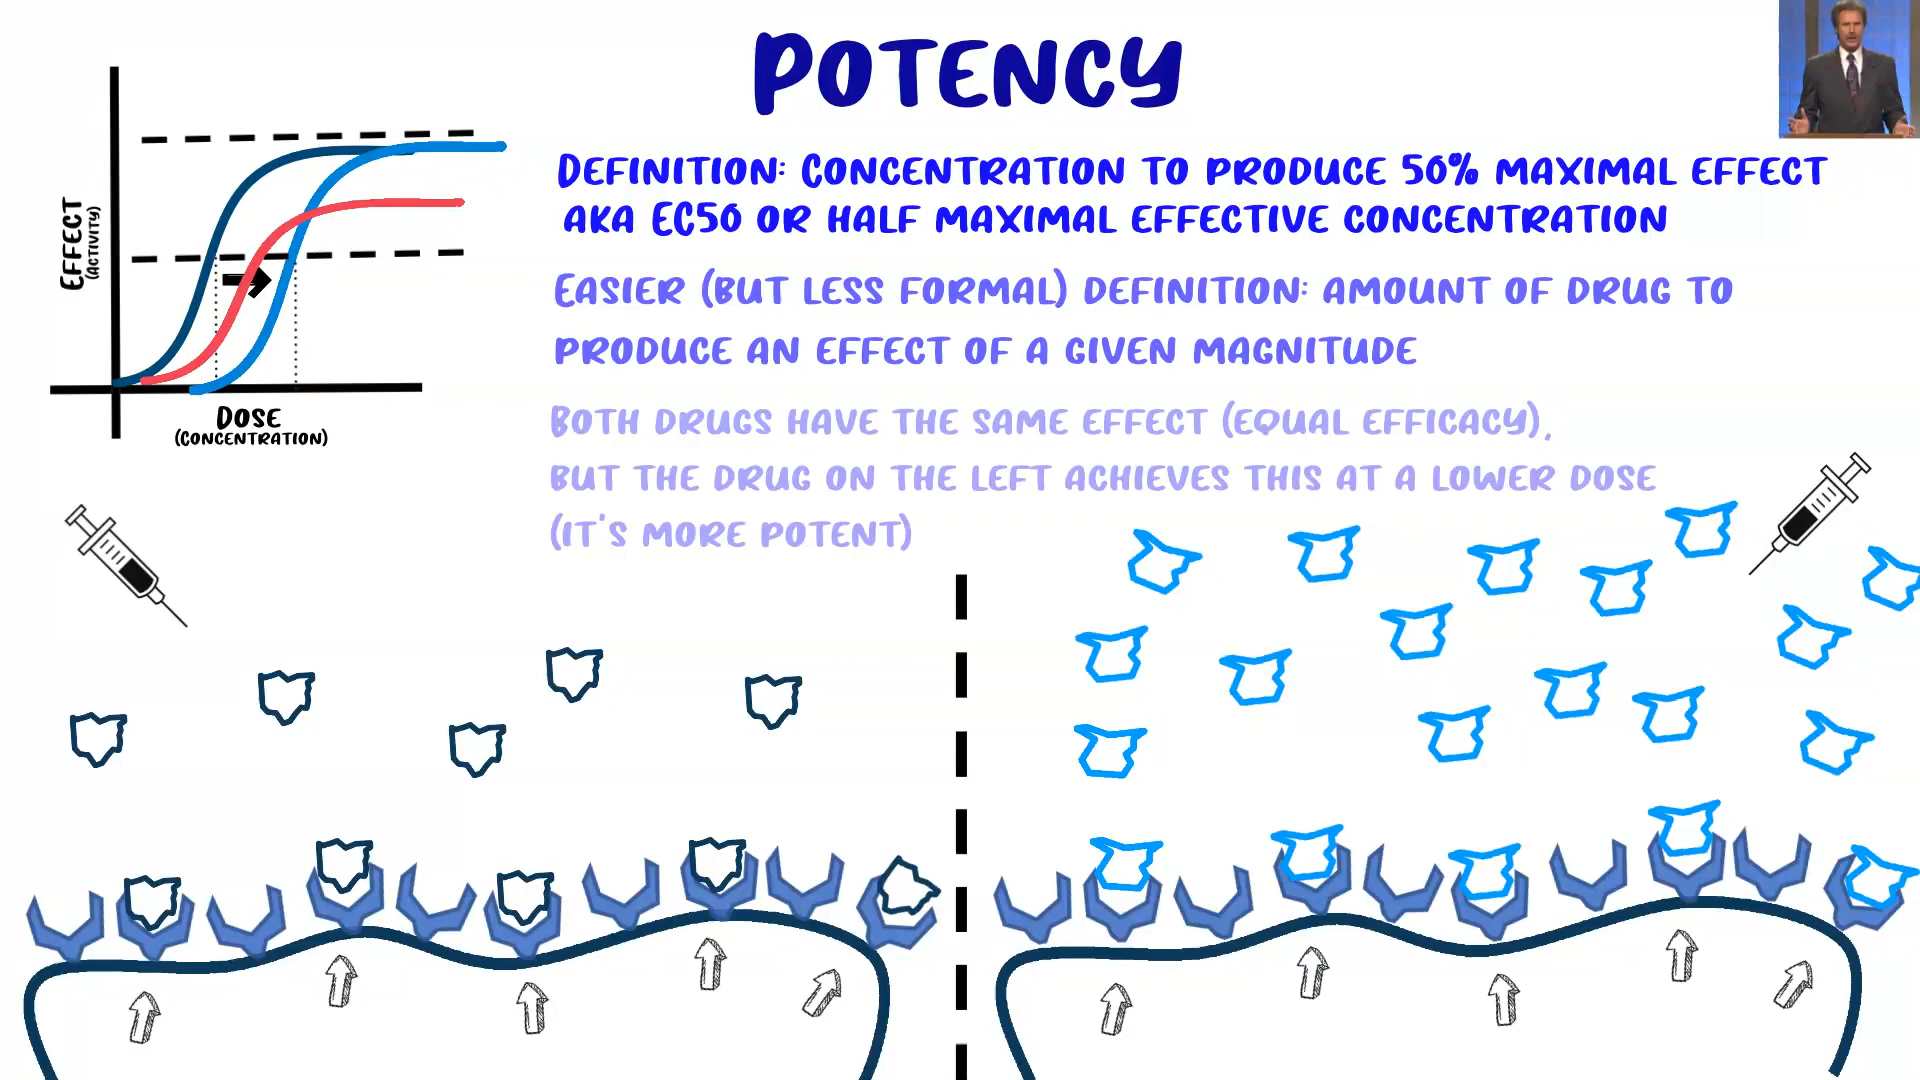 POTENCY
DEFINITION: CONCENTRATION TO PRODUCE 50% MAXIMAL EFFECT
AKA EC50 OR HALF MAXIMAL EFFECTIVE CONCENTRATION
EASIER (BUT LESS FORMAL) DEFINITION: AMOUNT OF DRUG TO
PRODUCE AN EFFECT OF A GIVEN MAGNITUDE
BOTH DRUGS HAVE THE SAME EFFECT (EQUAL EFFICACY),
BUT THE DRUG ON THE LEFT ACHIEVES THIS AT A LOWER DOSE
(IT'S MORE POTENT)
EFFECT
(ACTIVITY)
DOSE
(CONCENTRATION)